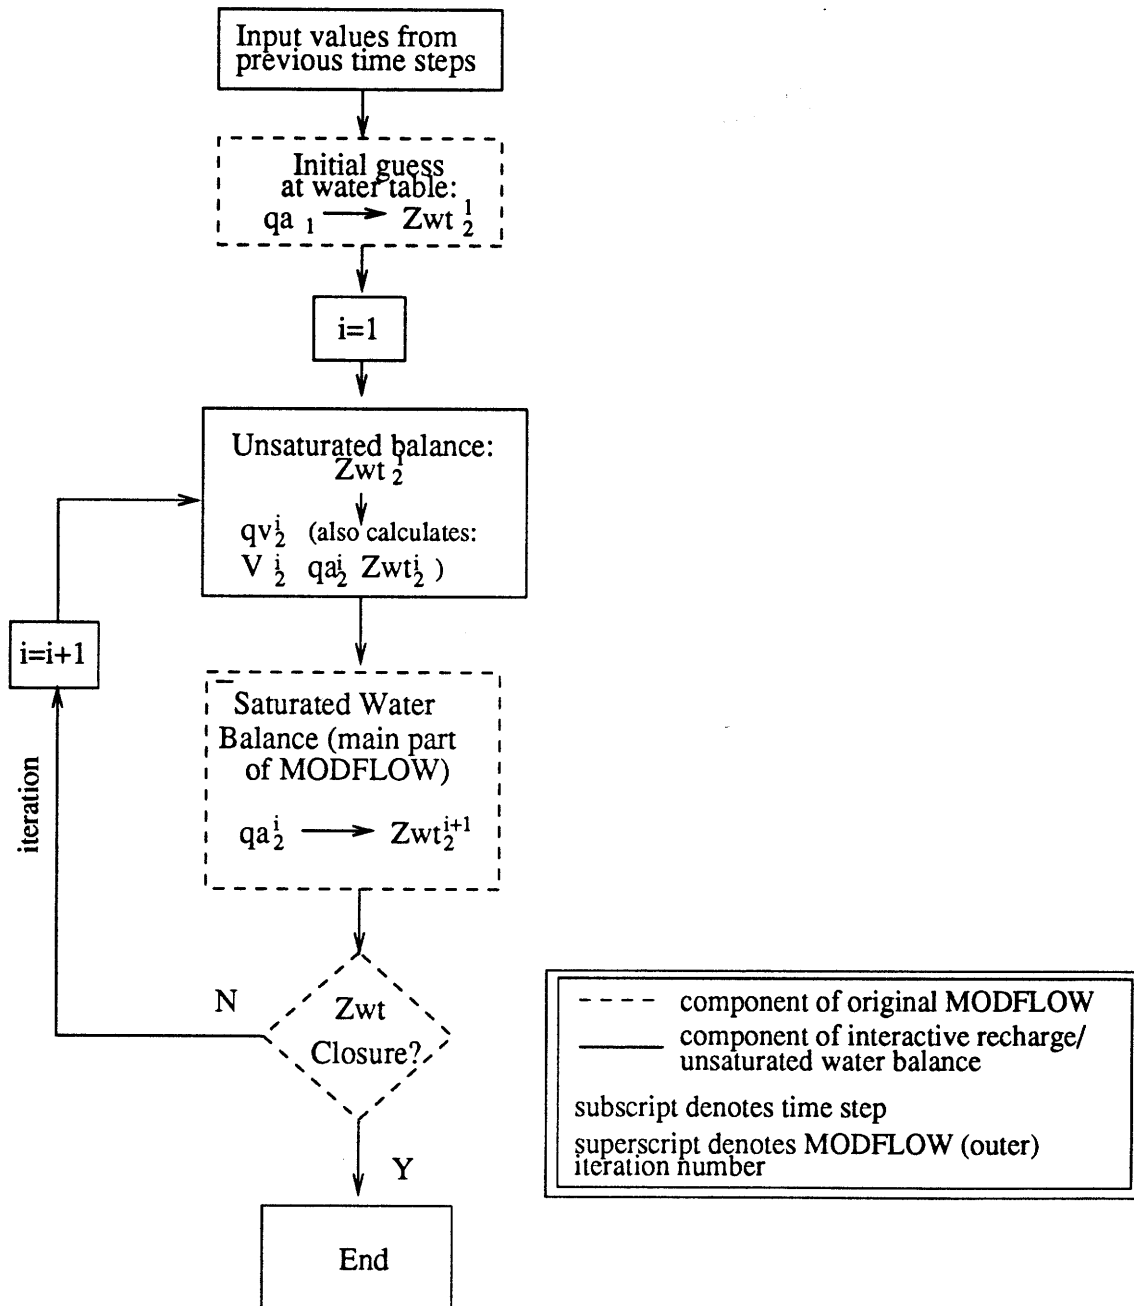 Input values from
previous time steps
Initial guess
at water table:
qa 1 ⟶ Zwt 1 2
i=1
Unsaturated balance:
Zwt i 2
qv i 2 (also calculates:
V i 2 qa i 2 Zwt i 2 )
i=i+1
iteration
Saturated Water
Balance (main part
of MODFLOW)
qa i 2 ⟶ Zwt i+1 2
Zwt
Closure?
N
Y
End
component of original MODFLOW
component of interactive recharge/
unsaturated water balance
subscript denotes time step
superscript denotes MODFLOW (outer)
iteration number